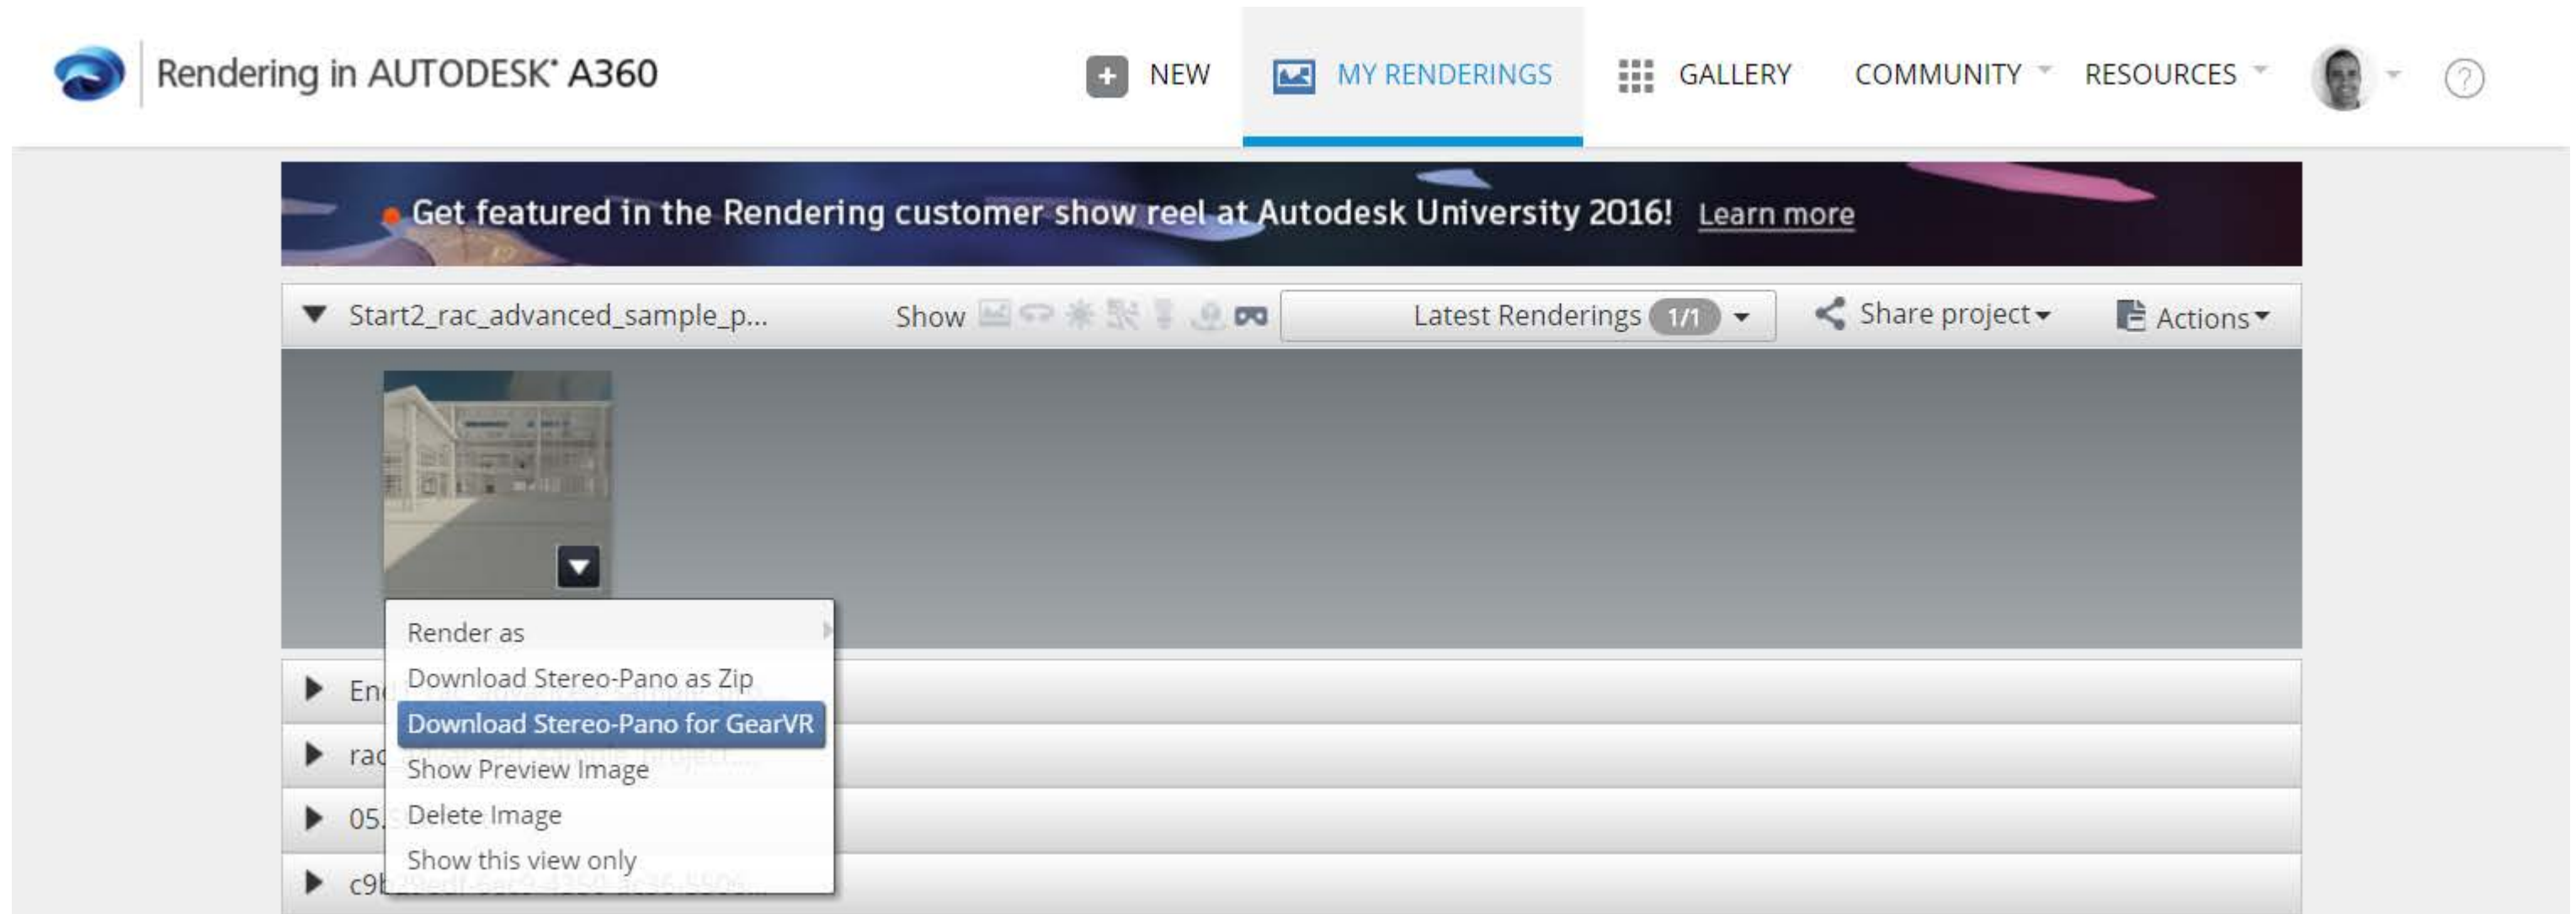 Rendering in AUTODESK® A360
NEW
MY RENDERINGS
GALLERY
COMMUNITY
RESOURCES
?
Get featured in the Rendering customer show reel at Autodesk University 2016! Learn more
Start2_rac_advanced_sample_p...
Show
Latest Renderings 1/1
Share project
Actions
Render as
Download Stereo-Pano as Zip
Download Stereo-Pano for GearVR
Show Preview Image
Delete Image
Show this view only